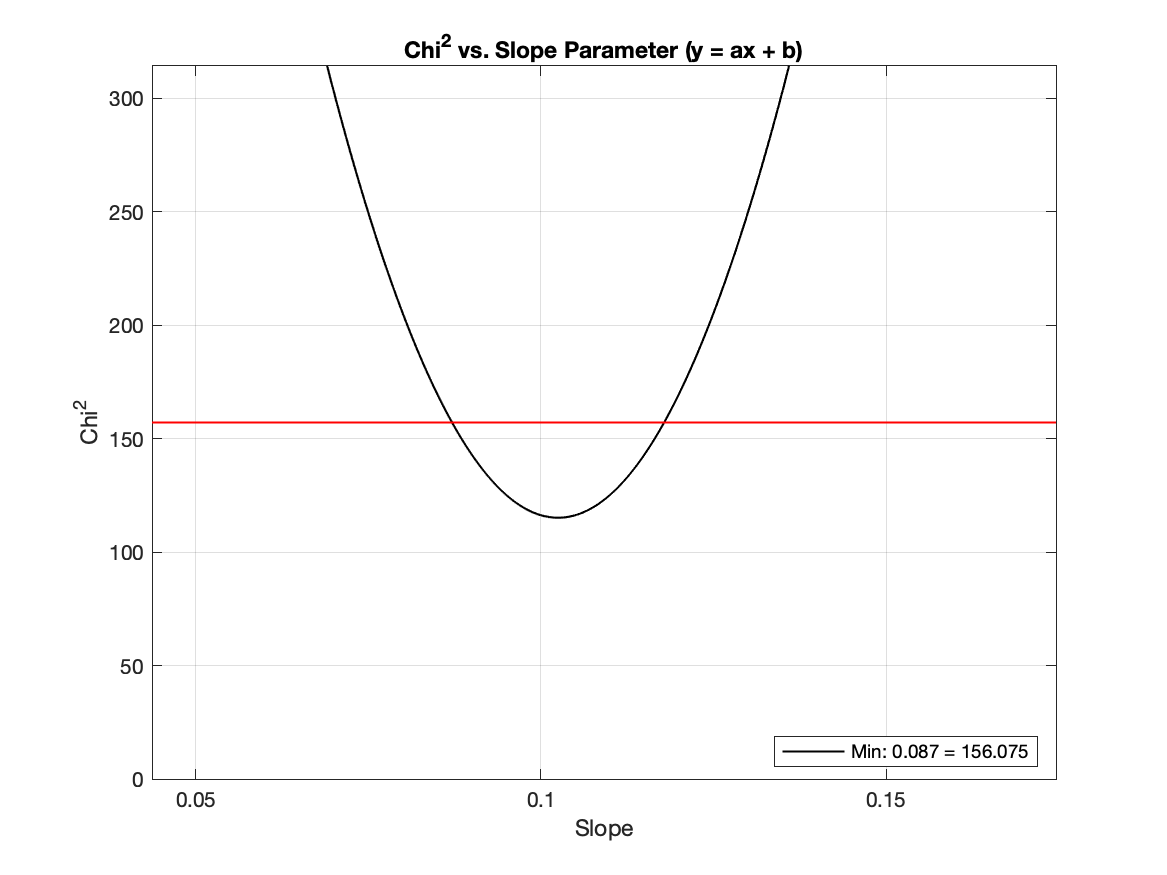 Chi² vs. Slope Parameter (y = ax + b)
300
250
200
150
100
50
0
Chi²
0.05 0.1 0.15
Slope
Min: 0.087 = 156.075